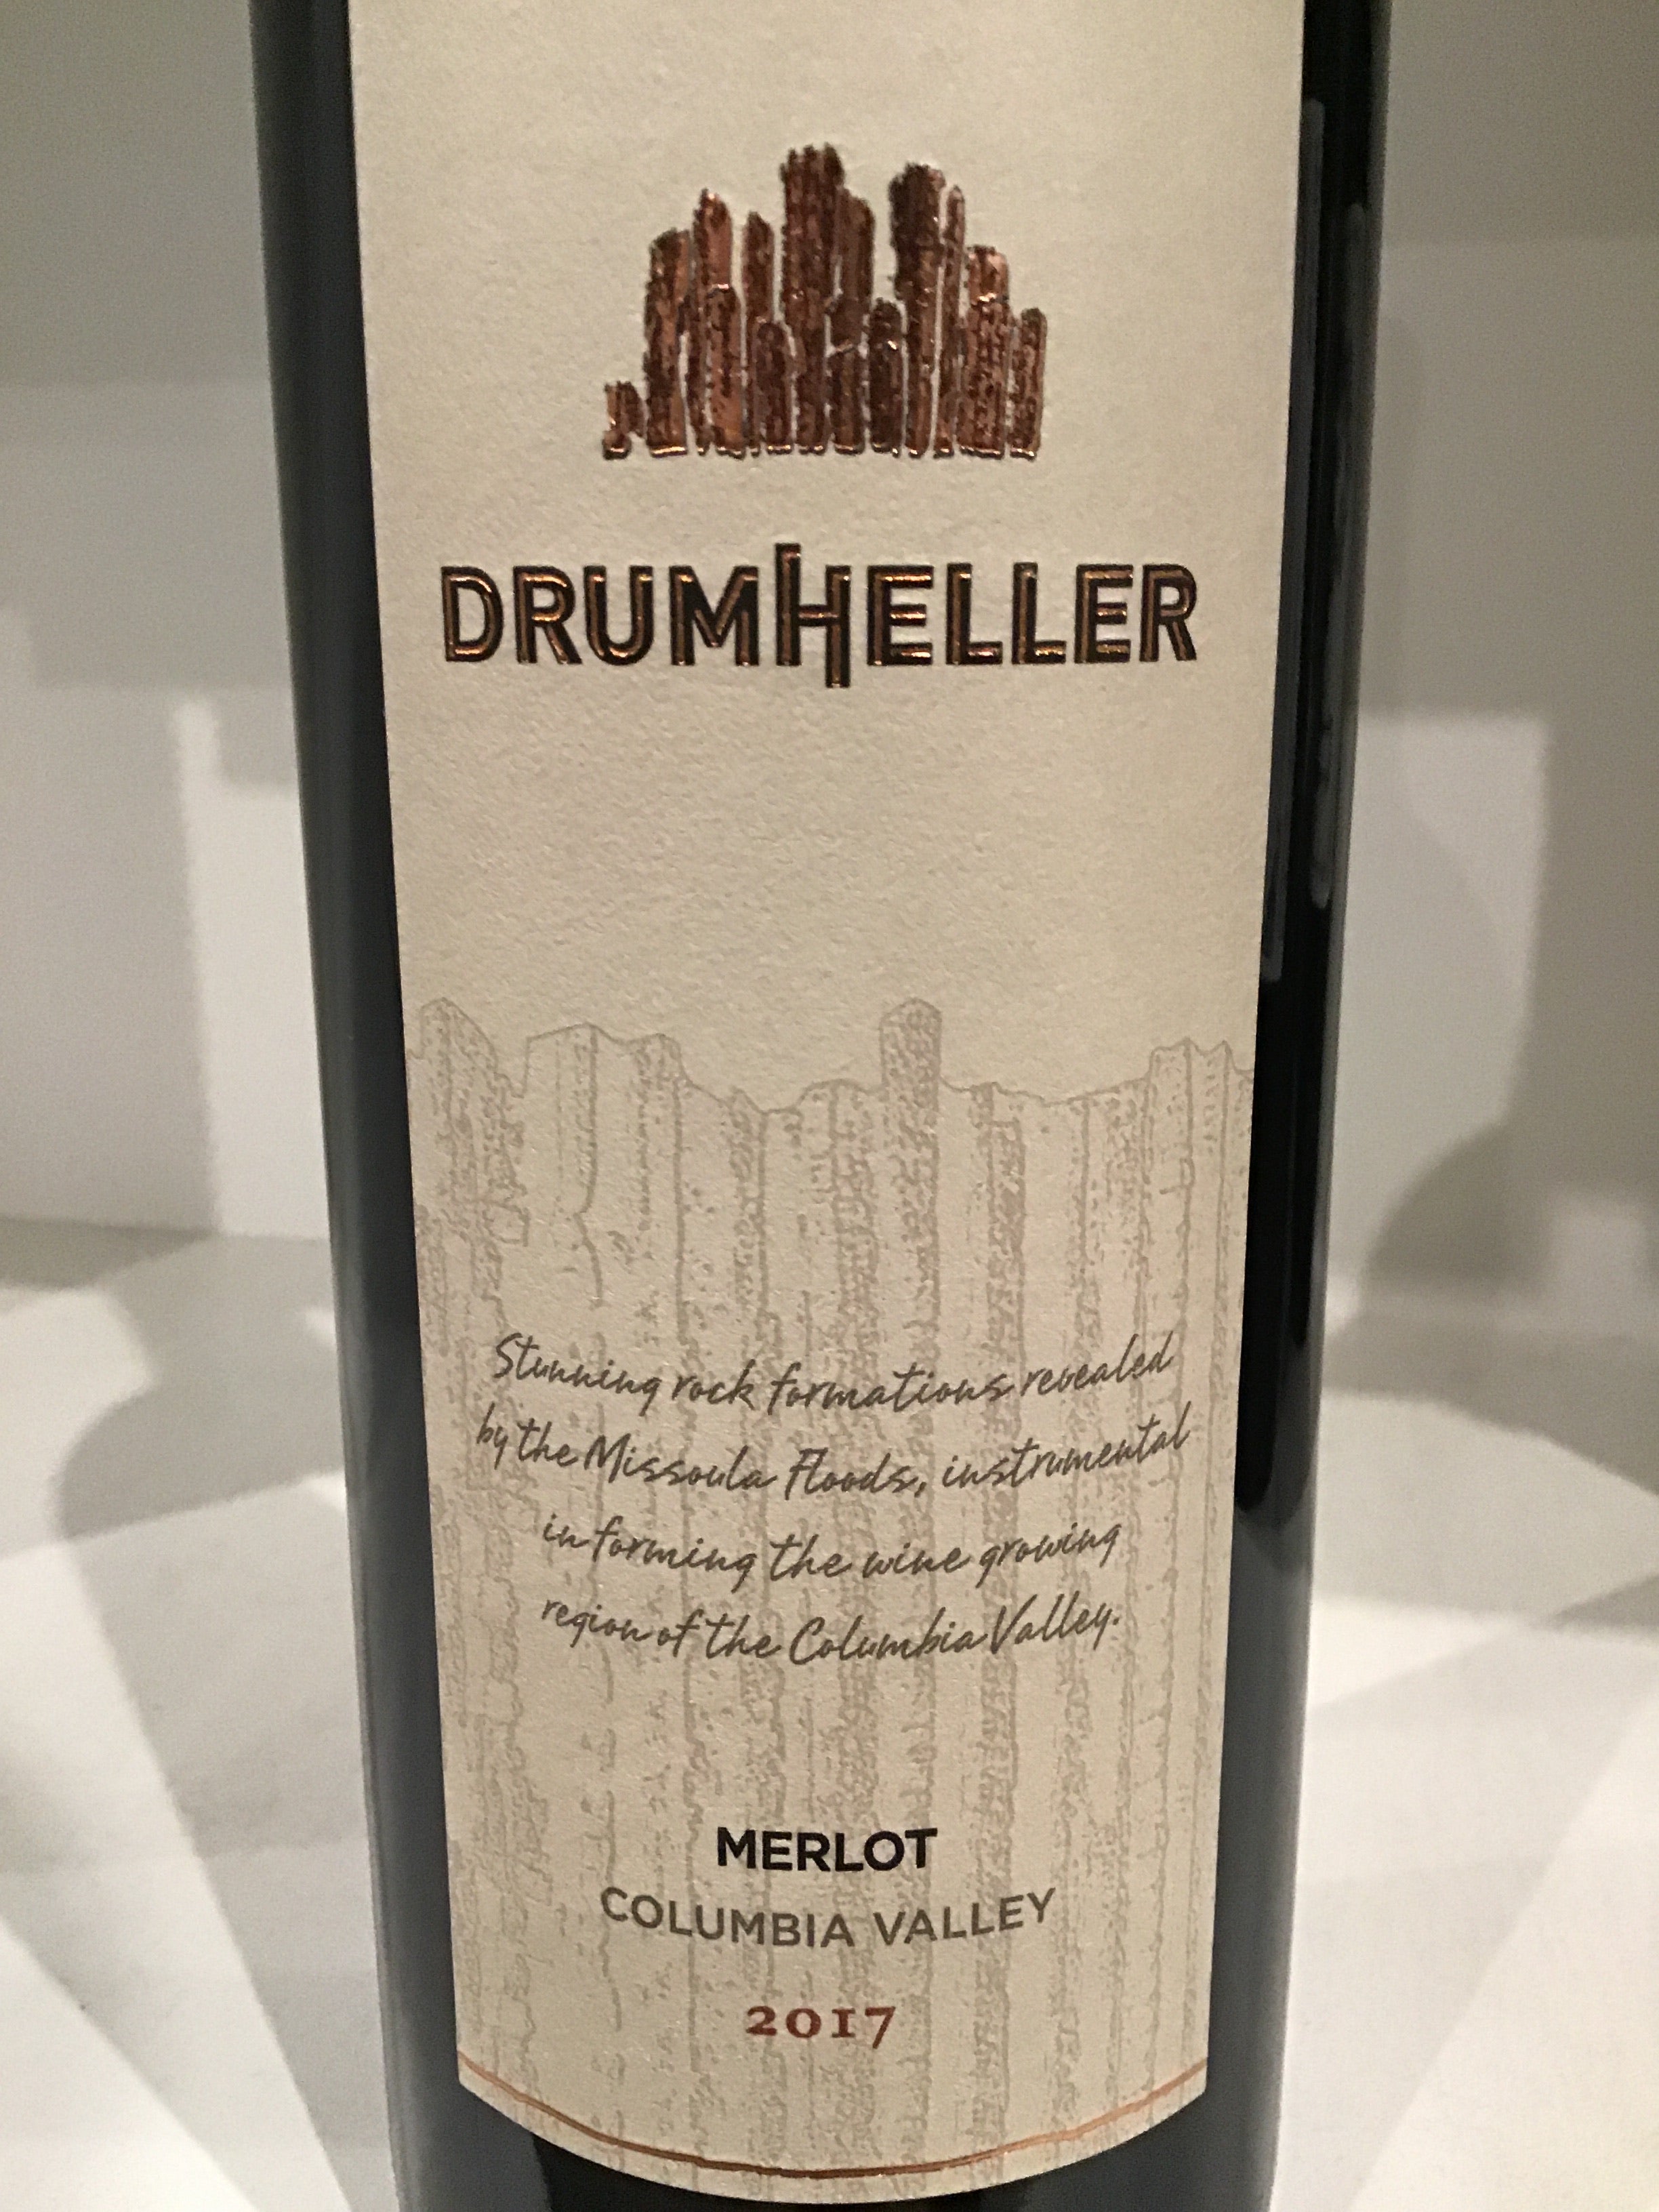 DRUMHELLER
Stunning rock formations revealed
by the Missoula Floods, instrumental
in forming the wine growing
region of the Columbia Valley.
MERLOT
COLUMBIA VALLEY
2017